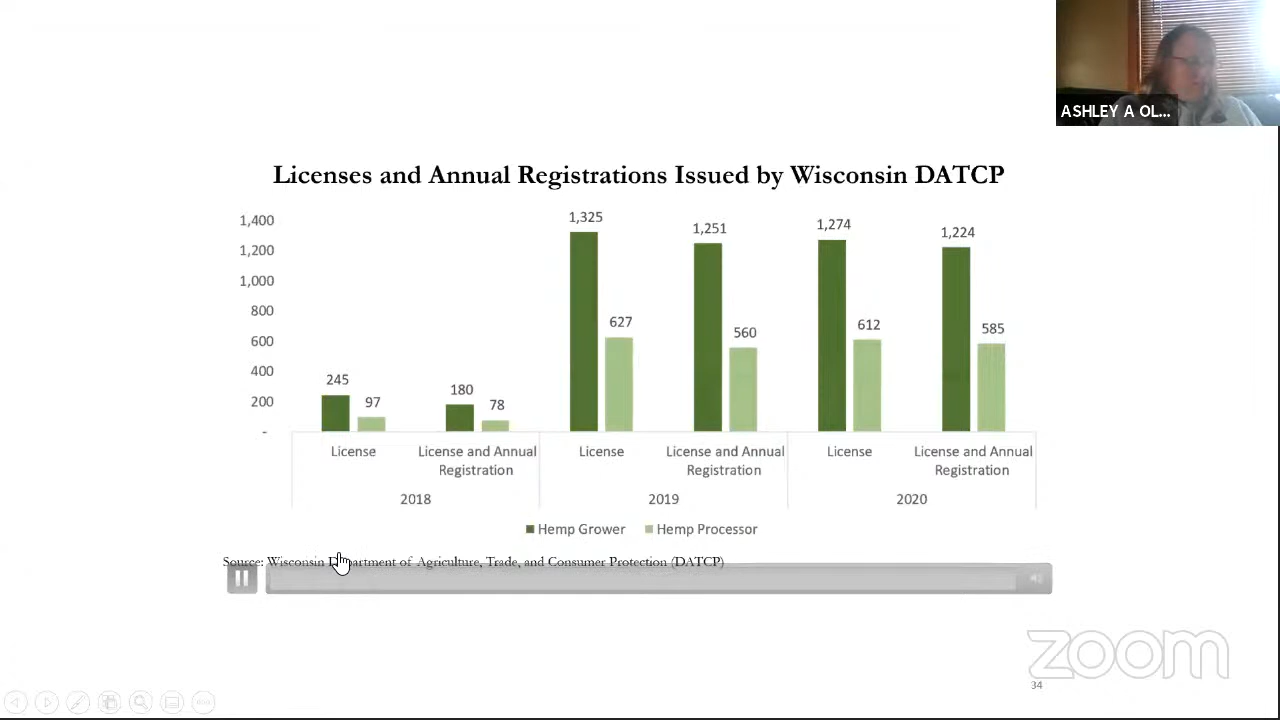 ASHLEY A OL...
Licenses and Annual Registrations Issued by Wisconsin DATCP
1,400
1,200
1,000
800
600
400
200
-
245
97
180
78
1,325
627
1,251
560
1,274
612
1,224
585
License
License and Annual
Registration
License
License and Annual
Registration
License
License and Annual
Registration
2018
2019
2020
Hemp Grower
Hemp Processor
Source: Wisconsin Department of Agriculture, Trade, and Consumer Protection (DATCP)
zoom
34